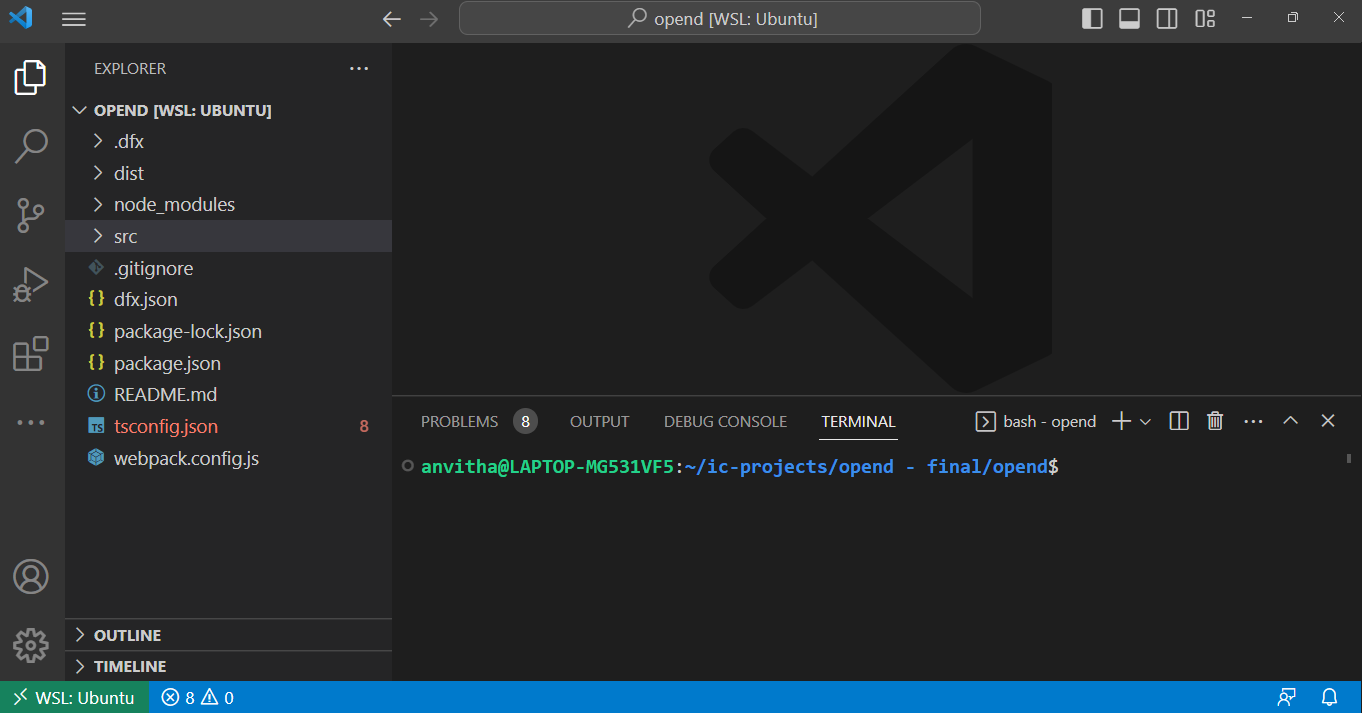 opend [WSL: Ubuntu]
EXPLORER
OPEND [WSL: UBUNTU]
.dfx
dist
node_modules
src
.gitignore
dfx.json
package-lock.json
package.json
README.md
tsconfig.json 8
webpack.config.js
OUTLINE
TIMELINE
PROBLEMS 8 OUTPUT DEBUG CONSOLE TERMINAL bash - opend
anvitha@LAPTOP-MG531VF5:~/ic-projects/opend - final/opend$
WSL: Ubuntu 8 0